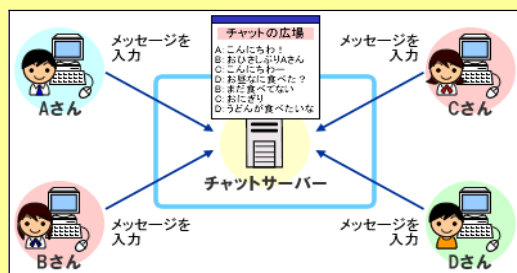 チャットの広場
A: こんにちわ！
B: おひさしぶりAさん
C: こんにちわー
D: お昼なに食べた？
B: まだ食べてない
C: おにぎり
D: うどんが食べたいな
メッセージを
入力
メッセージを
入力
Aさん
Cさん
チャットサーバー
メッセージを
入力
メッセージを
入力
Bさん
Dさん